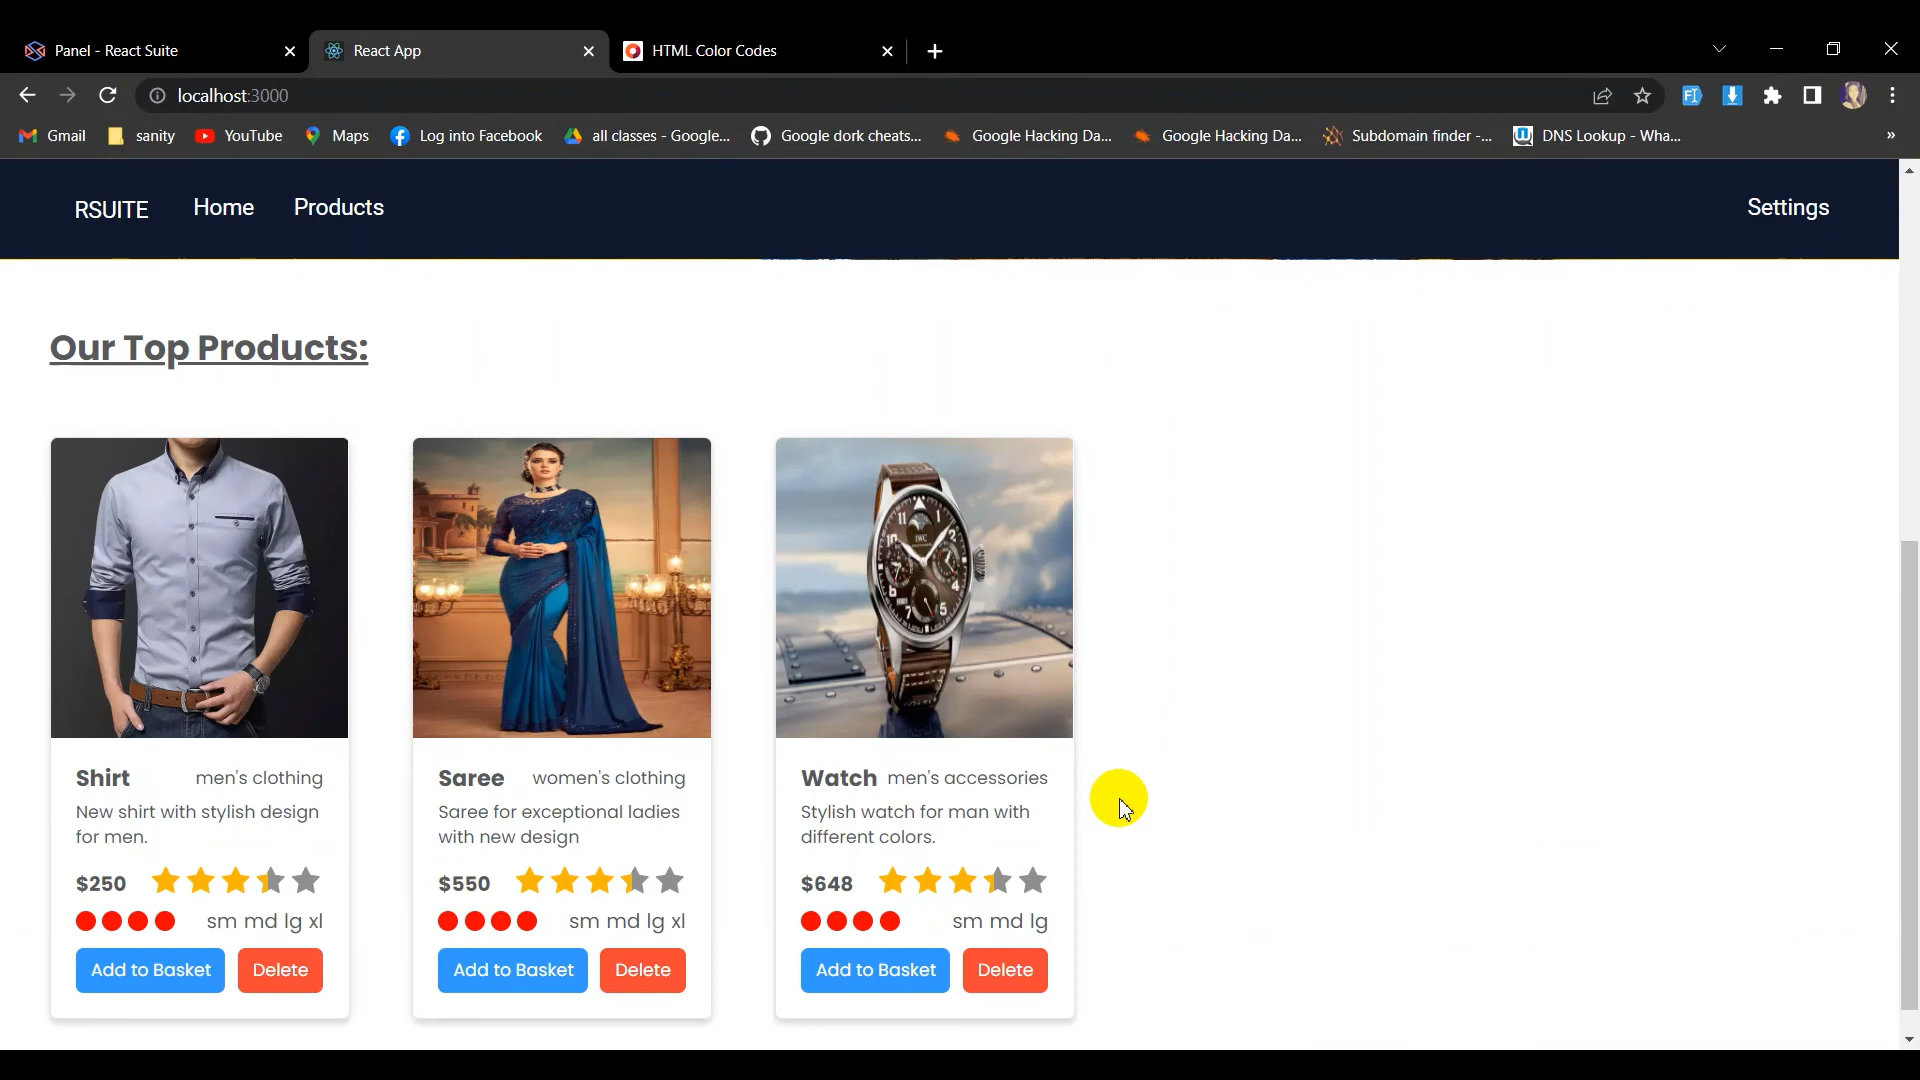 Panel - React Suite
React App
HTML Color Codes
localhost:3000
Gmail
sanity
YouTube
Maps
Log into Facebook
all classes - Google...
Google dork cheats...
Google Hacking Da...
Google Hacking Da...
Subdomain finder -...
DNS Lookup - Wha...
»
RSUITE
Home
Products
Settings
Our Top Products:
Shirt
men's clothing
New shirt with stylish design
for men.
$250
sm md lg xl
Add to Basket
Delete
Saree
women's clothing
Saree for exceptional ladies
with new design
$550
sm md lg xl
Add to Basket
Delete
IWC
Watch
men's accessories
Stylish watch for man with
different colors.
$648
sm md lg
Add to Basket
Delete